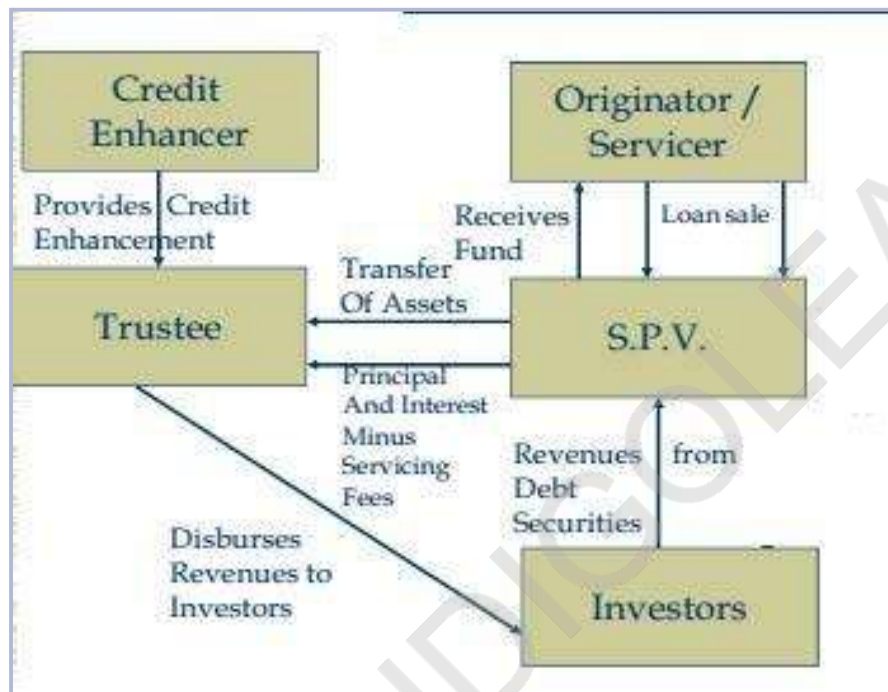 Credit
Enhancer
Originator /
Servicer
Provides Credit
Enhancement
Receives
Fund
Loan sale
Transfer
Of Assets
Trustee
S.P.V.
Principal
And Interest
Minus
Servicing
Fees
Revenues from
Debt
Securities
Disburses
Revenues to
Investors
Investors